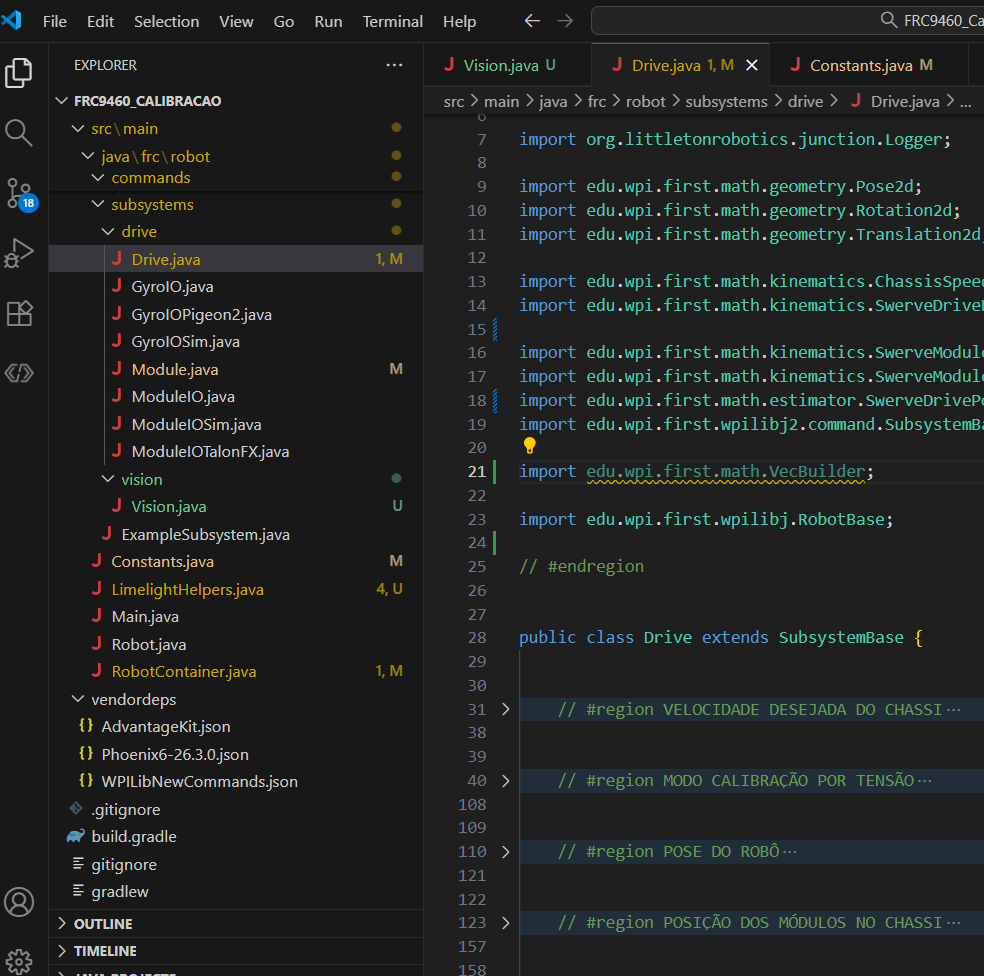 File Edit Selection View Go Run Terminal Help
FRC9460_Ca
EXPLORER
FRC9460_CALIBRACAO
src\main
java\frc\robot
commands
subsystems
drive
Drive.java 1, M
GyroIO.java
GyroIOPigeon2.java
GyroIOSim.java
Module.java M
ModuleIO.java
ModuleIOSim.java
ModuleIOTalonFX.java
vision
Vision.java U
ExampleSubsystem.java
Constants.java M
LimelightHelpers.java 4, U
Main.java
Robot.java
RobotContainer.java 1, M
vendordeps
{} AdvantageKit.json
{} Phoenix6-26.3.0.json
{} WPILibNewCommands.json
.gitignore
build.gradle
gitignore
gradlew
OUTLINE
TIMELINE
18
J Vision.java U
J Drive.java 1, M
J Constants.java M
src > main > java > frc > robot > subsystems > drive > J Drive.java > ...
6
7 import org.littletonrobotics.junction.Logger;
8
9 import edu.wpi.first.math.geometry.Pose2d;
10 import edu.wpi.first.math.geometry.Rotation2d;
11 import edu.wpi.first.math.geometry.Translation2d;
12
13 import edu.wpi.first.math.kinematics.ChassisSpee
14 import edu.wpi.first.math.kinematics.SwerveDrive
15
16 import edu.wpi.first.math.kinematics.SwerveModul
17 import edu.wpi.first.math.kinematics.SwerveModul
18 import edu.wpi.first.math.estimator.SwerveDrivePo
19 import edu.wpi.first.wpilibj2.command.SubsystemBa
20
21 import edu.wpi.first.math.VecBuilder;
22
23 import edu.wpi.first.wpilibj.RobotBase;
24
25 // #endregion
26
27
28 public class Drive extends SubsystemBase {
29
30
31 // #region VELOCIDADE DESEJADA DO CHASSI ...
38
39
40 // #region MODO CALIBRAÇÃO POR TENSÃO ...
108
109
110 // #region POSE DO ROBÔ ...
121
122
123 // #region POSIÇÃO DOS MÓDULOS NO CHASSI ...
157
158